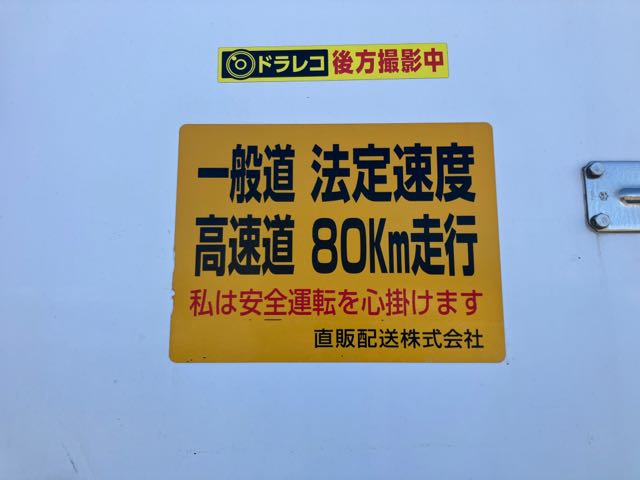 ドラレコ 後方撮影中
一般道 法定速度
高速道 80Km走行
私は安全運転を心掛けます
直販配送株式会社